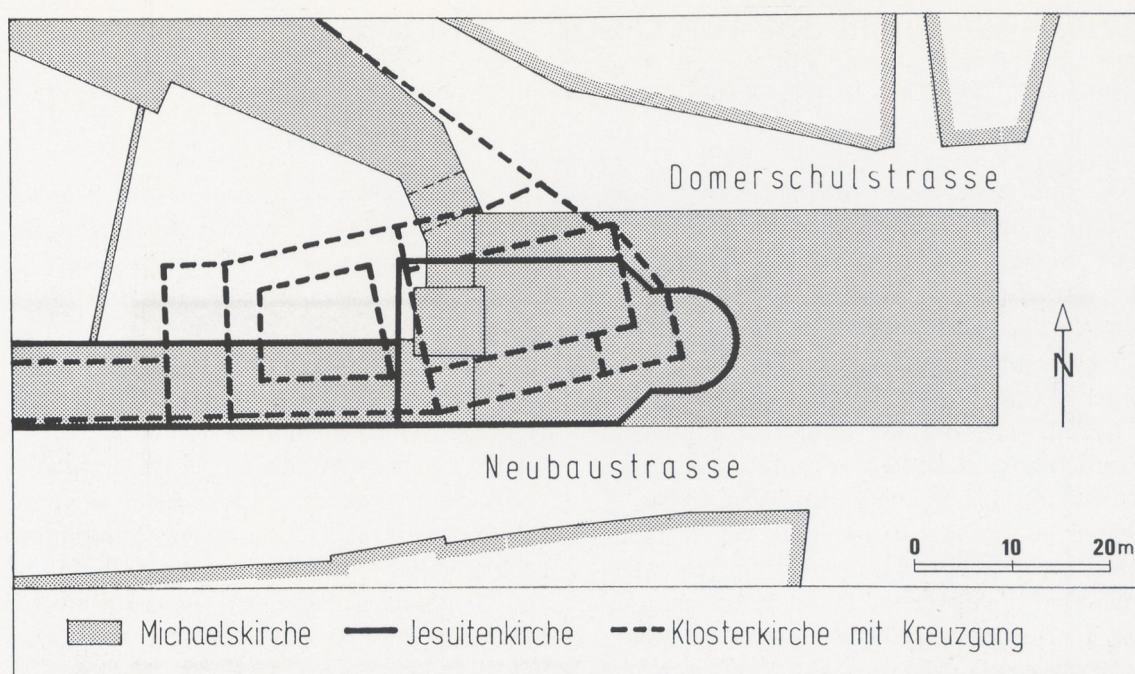 Domerschulstrasse
N
Neubaustrasse
0 10 20m
Michaelskirche Jesuitenkirche Klosterkirche mit Kreuzgang